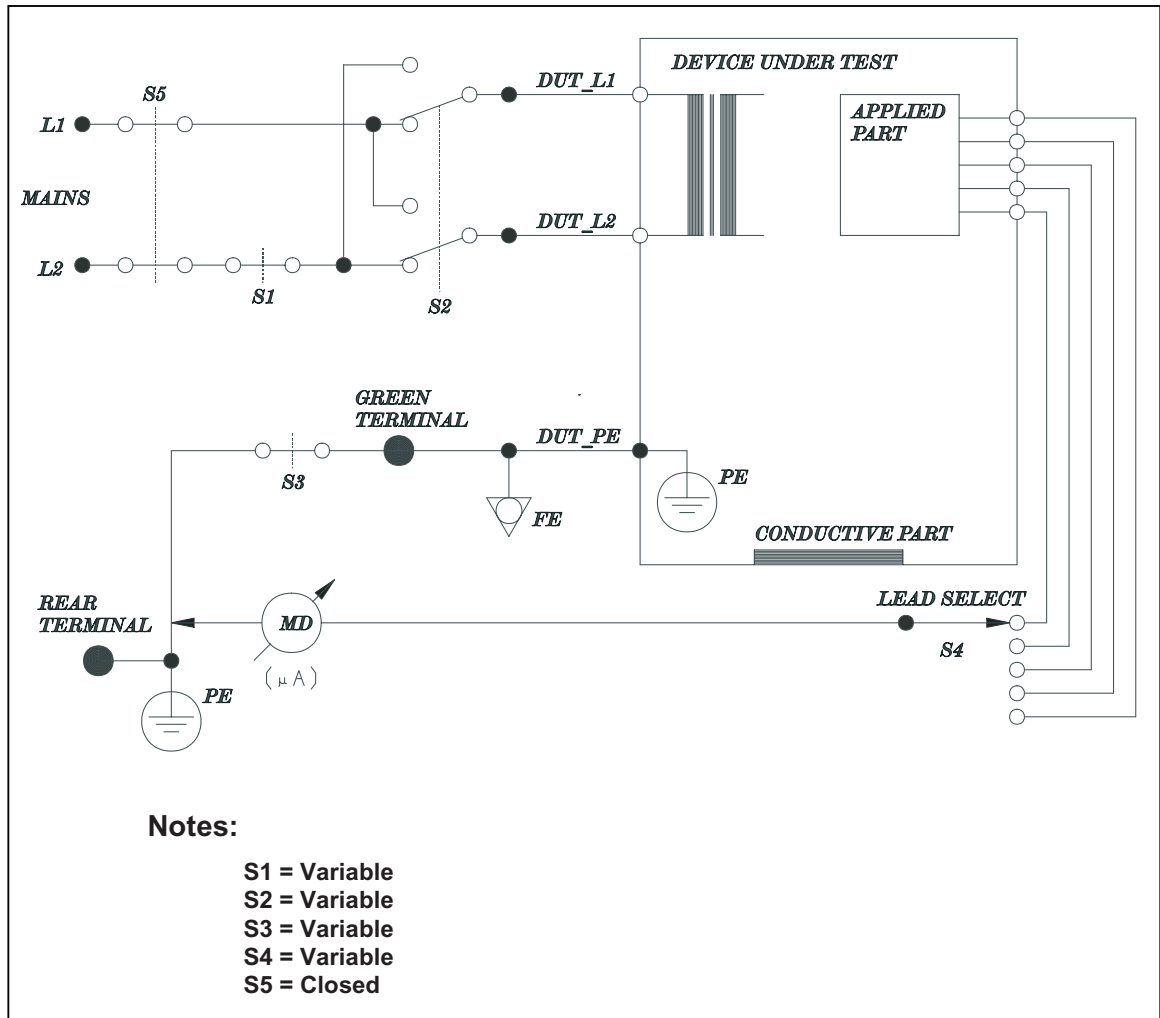 S5
L1
MAINS
L2
S1
S2
DUT_L1
DUT_L2
DEVICE UNDER TEST
APPLIED
PART
GREEN
TERMINAL
S3
DUT_PE
FE
PE
CONDUCTIVE PART
REAR
TERMINAL
MD
(μA)
PE
LEAD SELECT
S4
Notes:
S1 = Variable
S2 = Variable
S3 = Variable
S4 = Variable
S5 = Closed